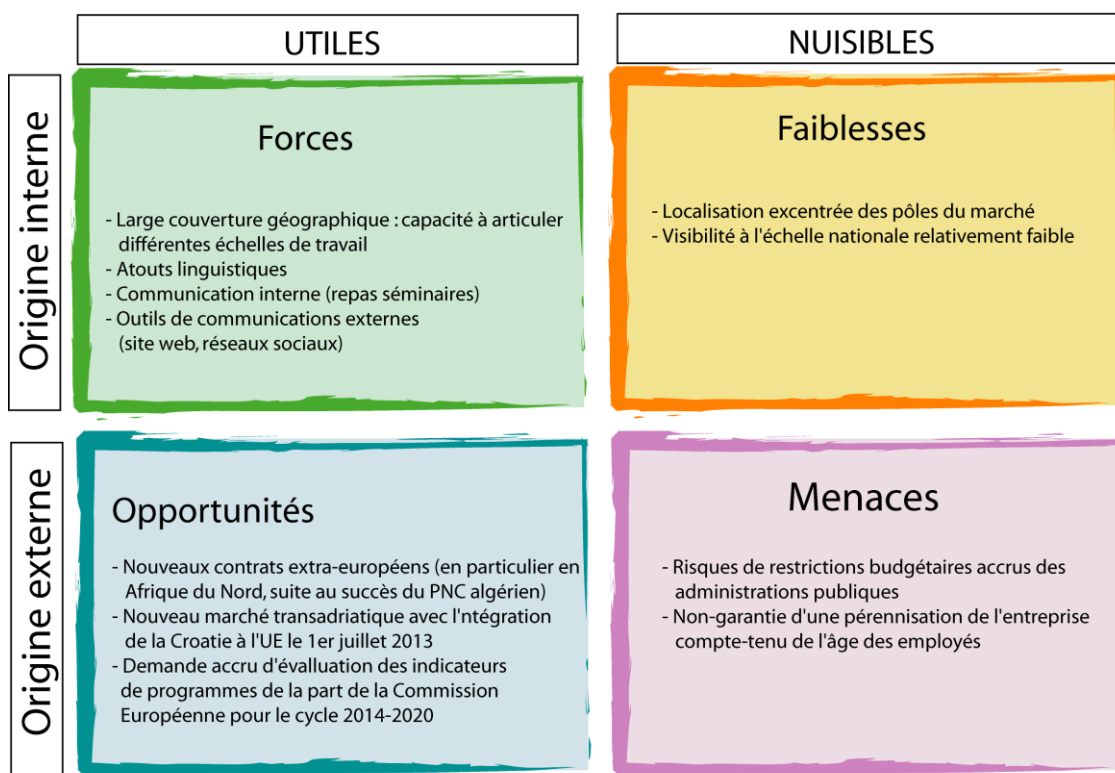 UTILES
NUISIBLES
Origine interne
Forces
- Large couverture géographique : capacité à articuler
différentes échelles de travail
- Atouts linguistiques
- Communication interne (repas séminaires)
- Outils de communications externes
(site web, réseaux sociaux)
Faiblesses
- Localisation excentrée des pôles du marché
- Visibilité à l'échelle nationale relativement faible
Origine externe
Opportunités
- Nouveaux contrats extra-européens (en particulier en
Afrique du Nord, suite au succès du PNC algérien)
- Nouveau marché transadriatique avec l'ntégration
de la Croatie à l'UE le 1er juillet 2013
- Demande accru d'évalluation des indicateurs
de programmes de la part de la Commission
Européenne pour le cycle 2014-2020
Menaces
- Risques de restrictions budgétaires accrus des
administrations publiques
- Non-garantie d'une pérennisation de l'entreprise
compte-tenu de l'âge des employés